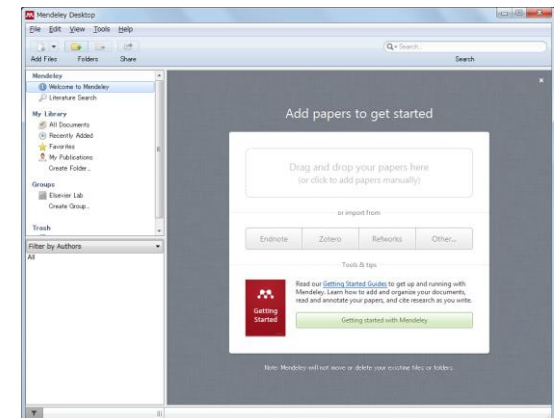 Mendeley Desktop
File Edit View Tools Help
Search...
Add Files Folders Share Search
Mendeley
Welcome to Mendeley
Literature Search
My Library
All Documents
Recently Added
Favorites
My Publications
Create Folder...
Groups
Elsevier Lab
Create Group...
Trash
Filter by Authors
All
Add papers to get started
Drag and drop your papers here
(or click to add papers manually)
or import from
Endnote Zotero Refworks Other...
Tools & tips
Getting Started
Read our Getting Started Guides to get up and running with
Mendeley. Learn how to add and organize your documents,
read and annotate your papers, and cite research as you write.
Getting started with Mendeley
Note: Mendeley will not move or delete your existing files or folders.